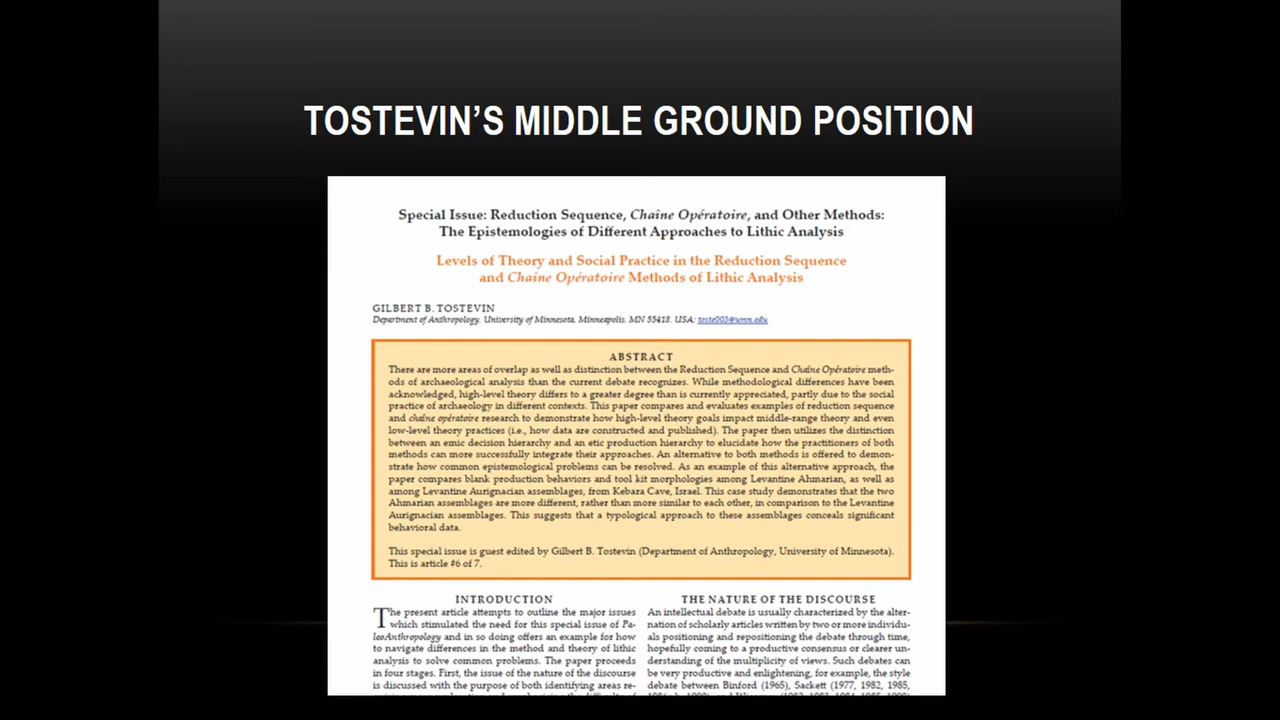 TOSTEVIN'S MIDDLE GROUND POSITION
Special Issue: Reduction Sequence, Chaîne Opératoire, and Other Methods:
The Epistemologies of Different Approaches to Lithic Analysis
Levels of Theory and Social Practice in the Reduction Sequence
and Chaîne Opératoire Methods of Lithic Analysis
GILBERT B. TOSTEVIN
Department of Anthropology, University of Minnesota, Minneapolis, MN 55418, USA; toste003@umn.edu
ABSTRACT
There are more areas of overlap as well as distinction between the Reduction Sequence and Chaîne Opératoire meth-
ods of archaeological analysis than the current debate recognizes. While methodological differences have been
acknowledged, high-level theory differs to a greater degree than is currently appreciated, partly due to the social
practice of archaeology in different contexts. This paper compares and evaluates examples of reduction sequence
and chaîne opératoire research to demonstrate how high-level theory goals impact middle-range theory and even
low-level theory practices (i.e., how data are constructed and published). The paper then utilizes the distinction
between an emic decision hierarchy and an etic production hierarchy to elucidate how the practitioners of both
methods can more successfully integrate their approaches. An alternative to both methods is offered to demon-
strate how common epistemological problems can be resolved. As an example of this alternative approach, the
paper compares blank production behaviors and tool kit morphologies among Levantine Ahmarian, as well as
among Levantine Aurignacian assemblages, from Kebara Cave, Israel. This case study demonstrates that the two
Ahmarian assemblages are more different, rather than more similar to each other, in comparison to the Levantine
Aurignacian assemblages. This suggests that a typological approach to these assemblages conceals significant
behavioral data.
This special issue is guest edited by Gilbert B. Tostevin (Department of Anthropology, University of Minnesota).
This is article #6 of 7.
INTRODUCTION
The present article attempts to outline the major issues
which stimulated the need for this special issue of Pa-
leoAnthropology and in so doing offers an example for how
to navigate differences in the method and theory of lithic
analysis to solve common problems. The paper proceeds
in four stages. First, the issue of the nature of the discourse
is discussed with the purpose of both identifying areas re-
THE NATURE OF THE DISCOURSE
An intellectual debate is usually characterized by the alter-
nation of scholarly articles written by two or more individu-
als positioning and repositioning the debate through time,
hopefully coming to a productive consensus or clearer un-
derstanding of the multiplicity of views. Such debates can
be very productive and enlightening, for example, the style
debate between Binford (1965), Sackett (1977, 1982, 1985,